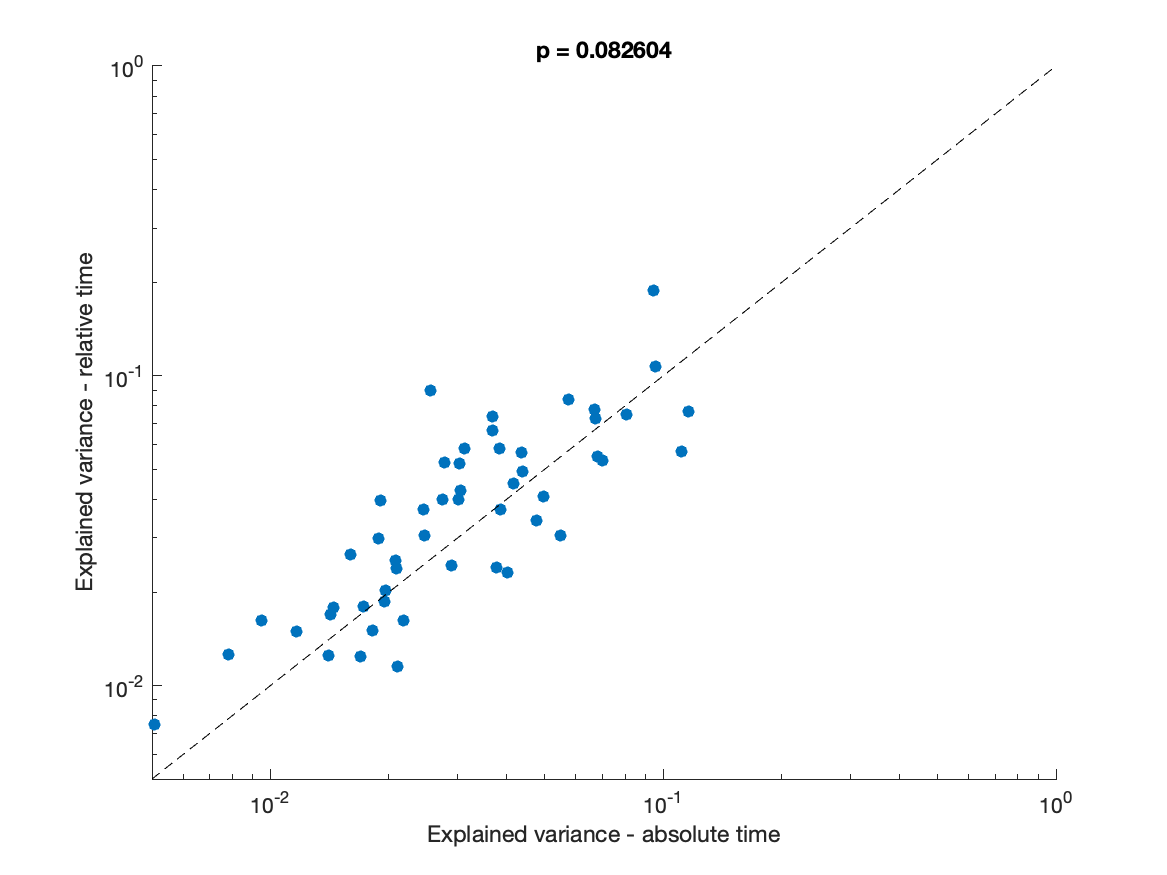 p = 0.082604
10^0
10^-1
10^-2
Explained variance - relative time
10^-2
10^-1
10^0
Explained variance - absolute time